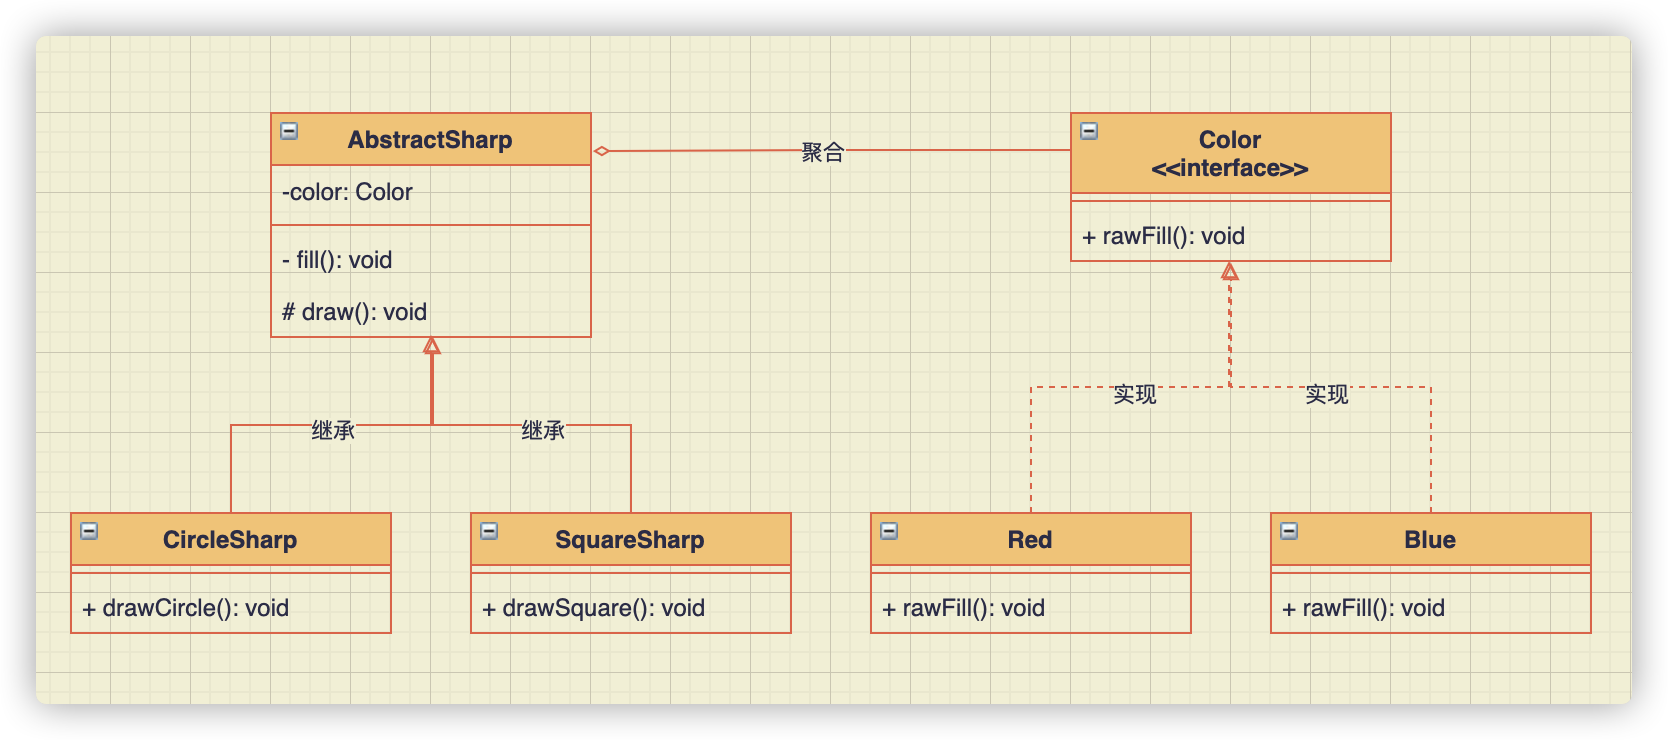 AbstractSharp
-color: Color
- fill(): void
# draw(): void
聚合
Color
<<interface>>
+ rawFill(): void
继承
继承
实现
实现
CircleSharp
+ drawCircle(): void
SquareSharp
+ drawSquare(): void
Red
+ rawFill(): void
Blue
+ rawFill(): void